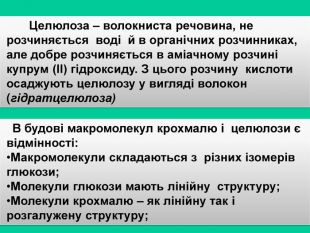 Целюлоза – волокниста речовина, не
розчиняється воді й в органічних розчинниках,
але добре розчиняється в аміачному розчині
купрум (ІІ) гідроксиду. З цього розчину кислоти
осаджують целюлозу у вигляді волокон
(гідратцелюлоза)
В будові макромолекул крохмалю і целюлози є
відмінності:
•Макромолекули складаються з різних ізомерів
глюкози;
•Молекули глюкози мають лінійну структуру;
•Молекули крохмалю – як лінійну так і
розгалужену структуру;